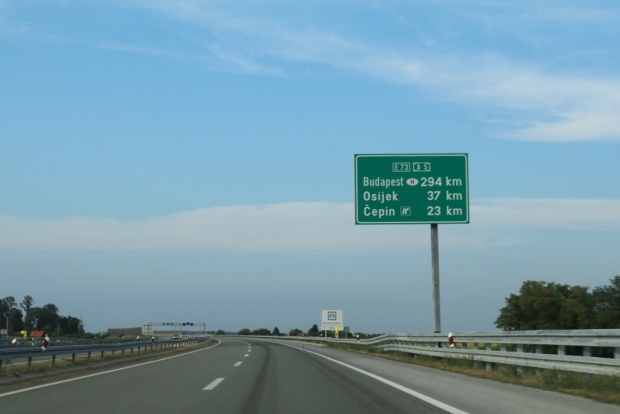 E73 A5
Budapest H 294 km
Osijek 37 km
Čepin 23 km